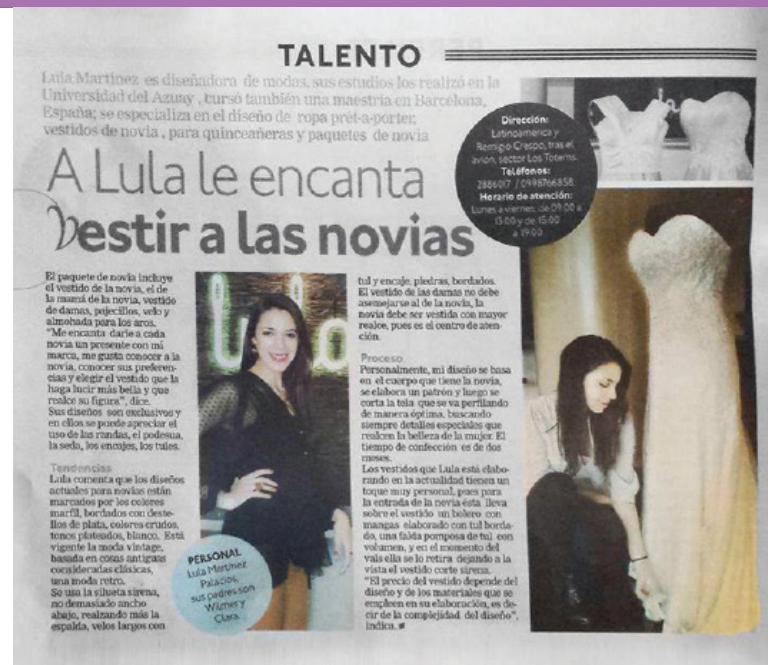 TALENTO
Lula Martínez es diseñadora de modas, sus estudios los realizó en la
Universidad del Azuay, cursó también una maestría en Barcelona,
España; se especializa en el diseño de ropa prét-a-porter,
vestidos de novia, para quinceañeras y paquetes de novia
Dirección:
Latinoamérica y
Remigio Crespo, tras el
avión, sector Los Totems.
Teléfonos:
2886017 / 0998766858
Horario de atención:
Lunes a viernes, de 09:00 a
13:00 y de 15:00
a 19:00
A Lula le encanta
Vestir a las novias
El paquete de novia incluye
el vestido de la novia, el de
la mamá de la novia, vestido
de damas, pajecillos, velo y
almohada para los aros.
"Me encanta darle a cada
novia un presente con mi
marca, me gusta conocer a la
novia, conocer sus preferen-
cias y elegir el vestido que la
haga lucir más bella y que
realce su figura", dice.
Sus diseños son exclusivos y
en ellos se puede apreciar el
uso de las randas, el podesua,
la seda, los encajes, los tules.
Tendencias
Lula comenta que los diseños
actuales para novias están
marcados por los colores
marfil, bordados con deste-
llos de plata, colores crudos,
tonos plateados, blanco. Está
vigente la moda vintage,
basada en cosas antiguas
consideradas clásicas,
una moda retro.
Se usa la silueta sirena,
no demasiado ancho
abajo, realzando más la
espalda, velos largos con
lulo
PERSONAL
Lula Martínez
Palacios,
sus padres son
Wilmer y
Clara.
tul y encaje, piedras, bordados.
El vestido de las damas no debe
asemejarse al de la novia, la
novia debe ser vestida con mayor
realce, pues es el centro de aten-
ción.
Proceso
Personalmente, mi diseño se basa
en el cuerpo que tiene la novia,
se elabora un patrón y luego se
corta la tela que se va perfilando
de manera óptima, buscando
siempre detalles especiales que
realcen la belleza de la mujer. El
tiempo de confección es de dos
meses.
Los vestidos que Lula está elabo-
rando en la actualidad tienen un
toque muy personal, pues para
la entrada de la novia ésta lleva
sobre el vestido un bolero con
mangas elaborado con tul borda-
do, una falda pomposa de tul con
volumen, y en el momento del
vals ella se lo retira dejando a la
vista el vestido corte sirena.
"El precio del vestido depende del
diseño y de los materiales que se
empleen en su elaboración, es de-
cir de la complejidad del diseño",
indica.